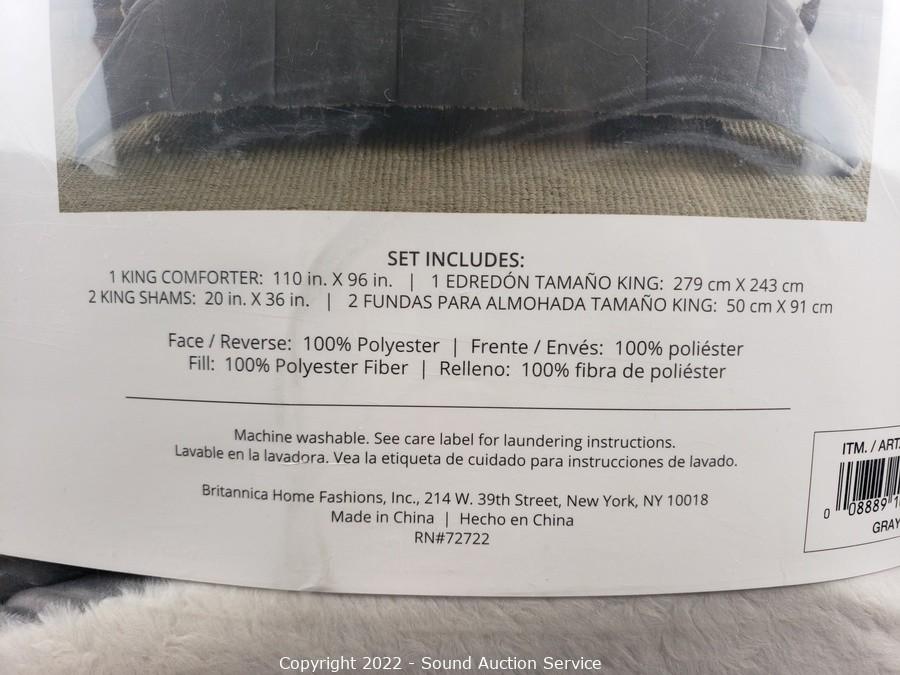 SET INCLUDES:
1 KING COMFORTER: 110 in. X 96 in. | 1 EDREDÓN TAMAÑO KING: 279 cm X 243 cm
2 KING SHAMS: 20 in. X 36 in. | 2 FUNDAS PARA ALMOHADA TAMAÑO KING: 50 cm X 91 cm
Face / Reverse: 100% Polyester | Frente / Envés: 100% poliéster
Fill: 100% Polyester Fiber | Relleno: 100% fibra de poliéster
Machine washable. See care label for laundering instructions.
Lavable en la lavadora. Vea la etiqueta de cuidado para instrucciones de lavado.
Britannica Home Fashions, Inc., 214 W. 39th Street, New York, NY 10018
Made in China | Hecho en China
RN#72722
ITM. / ART.
0 08889
GRAY
Copyright 2022 - Sound Auction Service